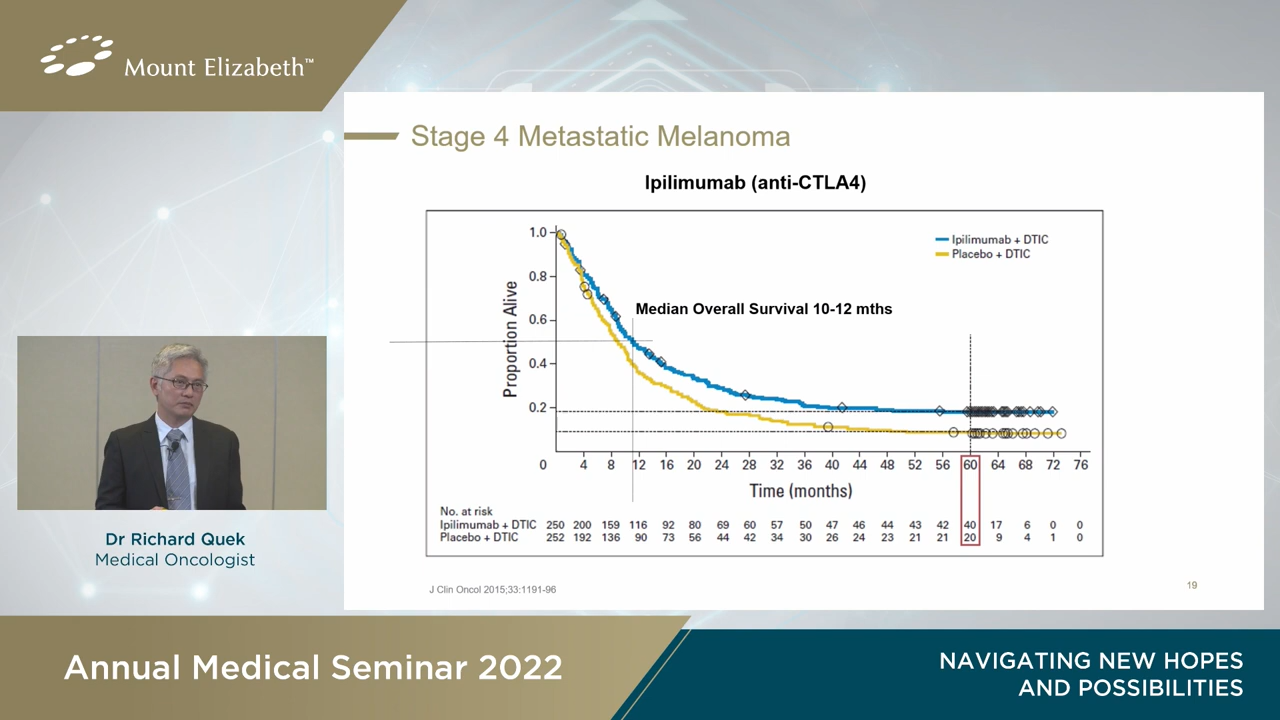 Mount Elizabeth™
Stage 4 Metastatic Melanoma
Ipilimumab (anti-CTLA4)
1.0
0.8
0.6
0.4
0.2
Proportion Alive
Ipilimumab + DTIC
Placebo + DTIC
Median Overall Survival 10-12 mths
0 4 8 12 16 20 24 28 32 36 40 44 48 52 56 60 64 68 72 76
Time (months)
No. at risk
Ipilimumab + DTIC 250 200 159 116 92 80 69 60 57 50 47 46 44 43 42 40 17 6 0 0
Placebo + DTIC 252 192 136 90 73 56 44 42 34 30 26 24 23 21 21 20 9 4 1 0
J Clin Oncol 2015;33:1191-96
19
Dr Richard Quek
Medical Oncologist
Annual Medical Seminar 2022
NAVIGATING NEW HOPES
AND POSSIBILITIES